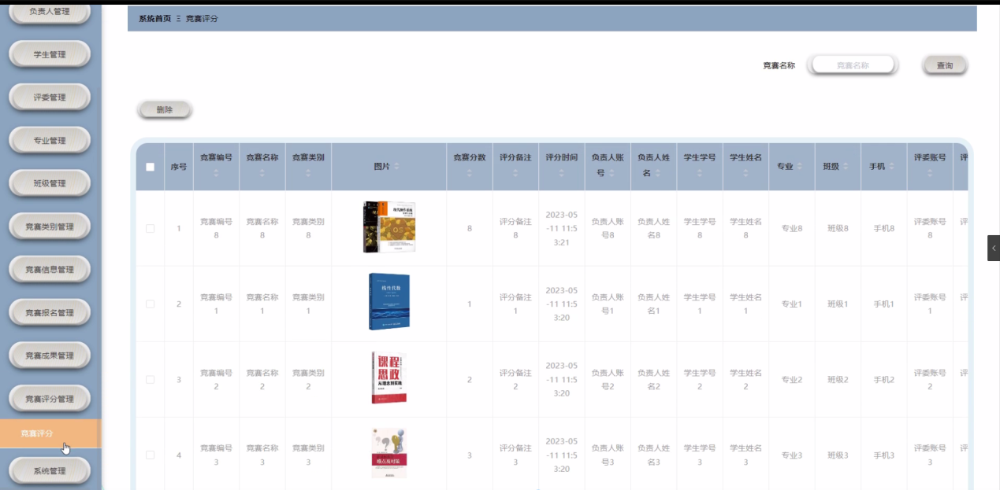 负责人管理
学生管理
评委管理
专业管理
班级管理
竞赛类别管理
竞赛信息管理
竞赛报名管理
竞赛成果管理
竞赛评分管理
竞赛评分
系统管理
系统首页 Ξ 竞赛评分
竞赛名称 竞赛名称 查询
删除
序号 竞赛编号 竞赛名称 竞赛类别 图片 竞赛分数 评分备注 评分时间 负责人账号 负责人姓名 学生学号 学生姓名 专业 班级 手机 评委账号 评
1 竞赛编号8 竞赛名称8 竞赛类别8 8 评分备注8 2023-05-11 11:53:21 负责人账号8 负责人姓名8 学生学号8 学生姓名8 专业8 班级8 手机8 评委账号8 评
2 竞赛编号1 竞赛名称1 竞赛类别1 线性代数 1 评分备注1 2023-05-11 11:53:20 负责人账号1 负责人姓名1 学生学号1 学生姓名1 专业1 班级1 手机1 评委账号1 评
3 竞赛编号2 竞赛名称2 竞赛类别2 课程思政 从理念到实践 2 评分备注2 2023-05-11 11:53:20 负责人账号2 负责人姓名2 学生学号2 学生姓名2 专业2 班级2 手机2 评委账号2 评
4 竞赛编号3 竞赛名称3 竞赛类别3 3 评分备注3 2023-05-11 11:53:20 负责人账号3 负责人姓名3 学生学号3 学生姓名3 专业3 班级3 手机3 评委账号3 评